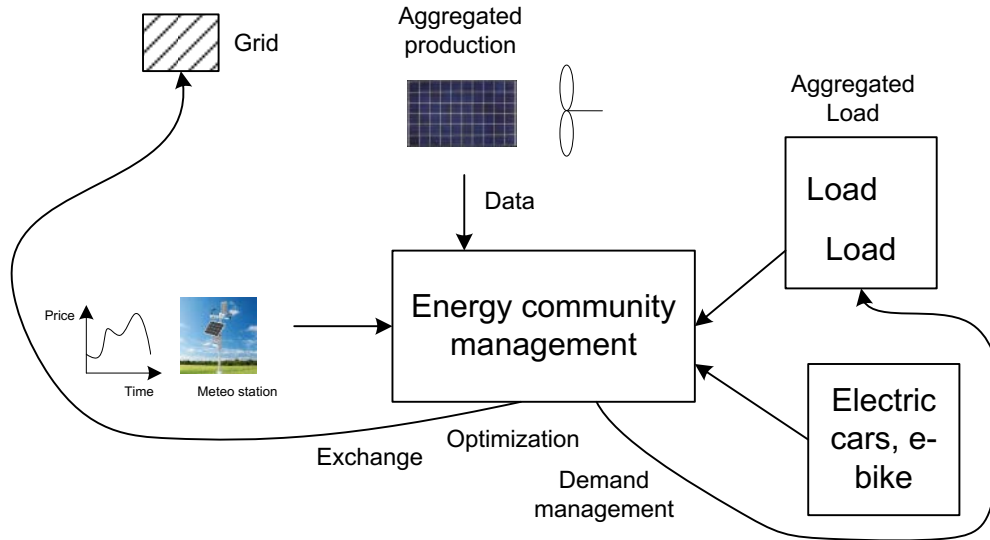 Grid
Aggregated
production
Aggregated
Load
Load
Load
Data
Energy community
management
Price
Time
Meteo station
Electric
cars, e-
bike
Optimization
Exchange
Demand
management